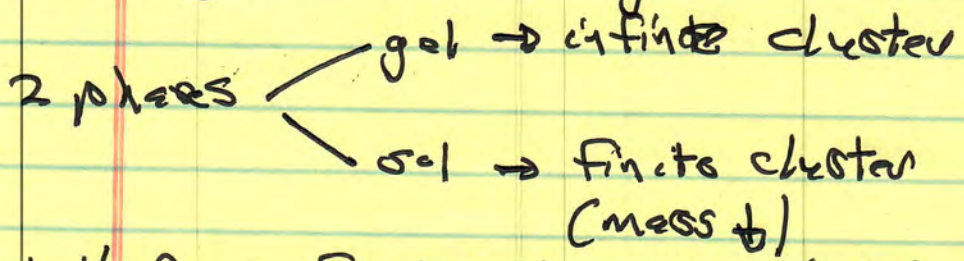 gel → infinite cluster
2 phases
sol → finite cluster
(mass ↓)